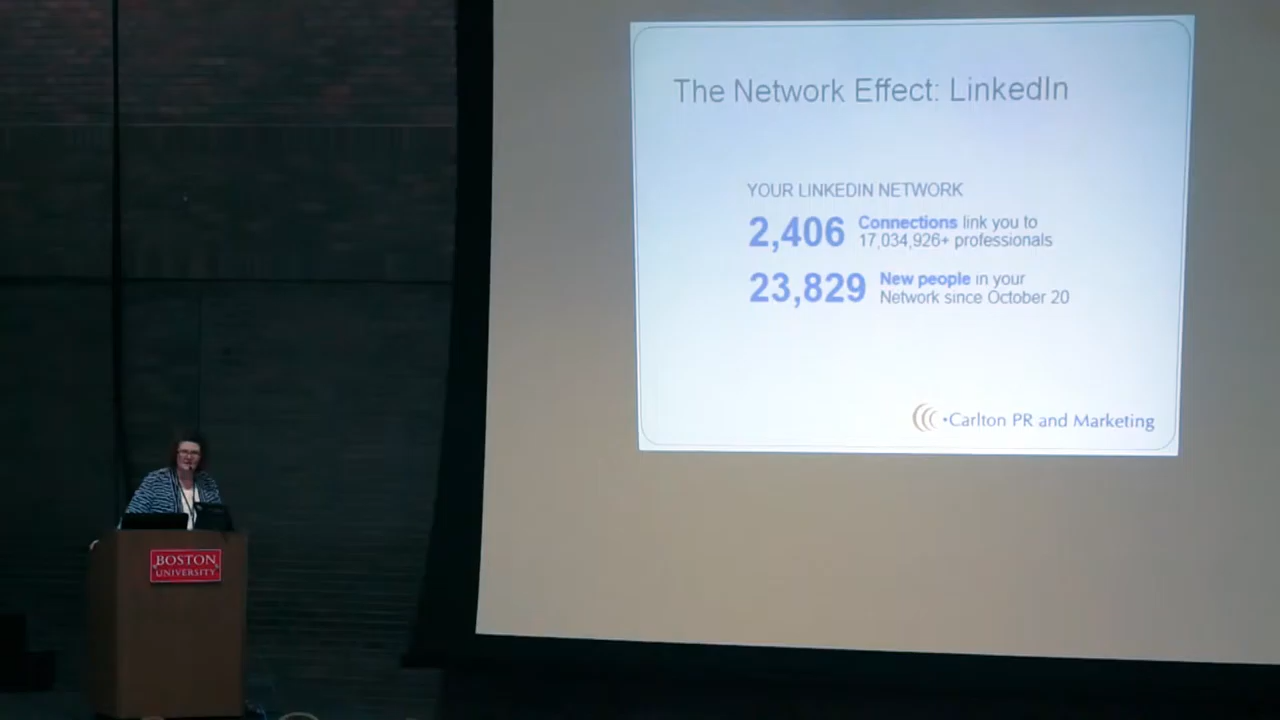 The Network Effect: LinkedIn
YOUR LINKEDIN NETWORK
2,406 Connections link you to
17,034,926+ professionals
23,829 New people in your
Network since October 20
•Carlton PR and Marketing
BOSTON
UNIVERSITY